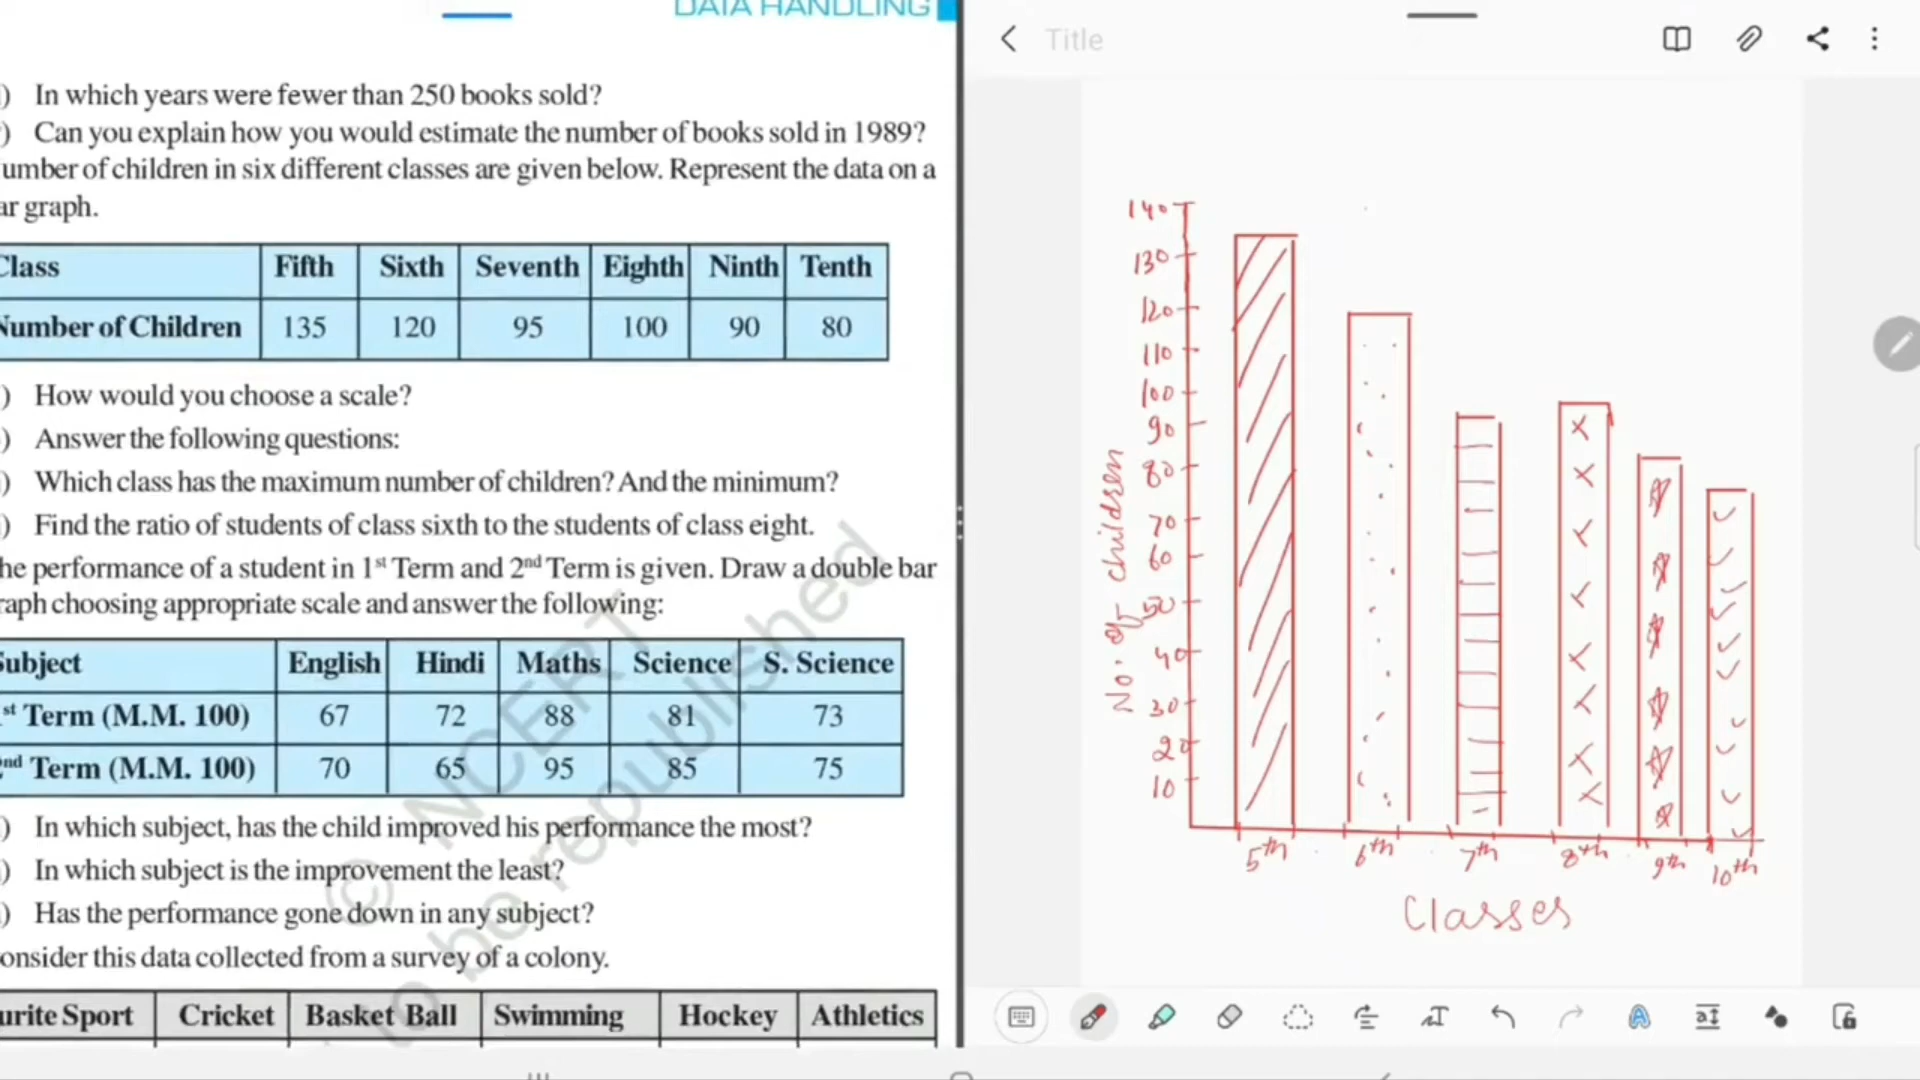 DATA HANDLING
) In which years were fewer than 250 books sold?
) Can you explain how you would estimate the number of books sold in 1989?
umber of children in six different classes are given below. Represent the data on a
ar graph.
Class Fifth Sixth Seventh Eighth Ninth Tenth
Number of Children 135 120 95 100 90 80
) How would you choose a scale?
) Answer the following questions:
) Which class has the maximum number of children? And the minimum?
) Find the ratio of students of class sixth to the students of class eight.
he performance of a student in 1st Term and 2nd Term is given. Draw a double bar
raph choosing appropriate scale and answer the following:
Subject English Hindi Maths Science S. Science
st Term (M.M. 100) 67 72 88 81 73
2nd Term (M.M. 100) 70 65 95 85 75
) In which subject, has the child improved his performance the most?
) In which subject is the improvement the least?
) Has the performance gone down in any subject?
onsider this data collected from a survey of a colony.
urite Sport Cricket Basket Ball Swimming Hockey Athletics
© NCERT
to be republished
Title
140
130
120
110
100
90
80
70
60
50
40
30
20
10
No. of children
5th 6th 7th 8th 9th 10th
Classes